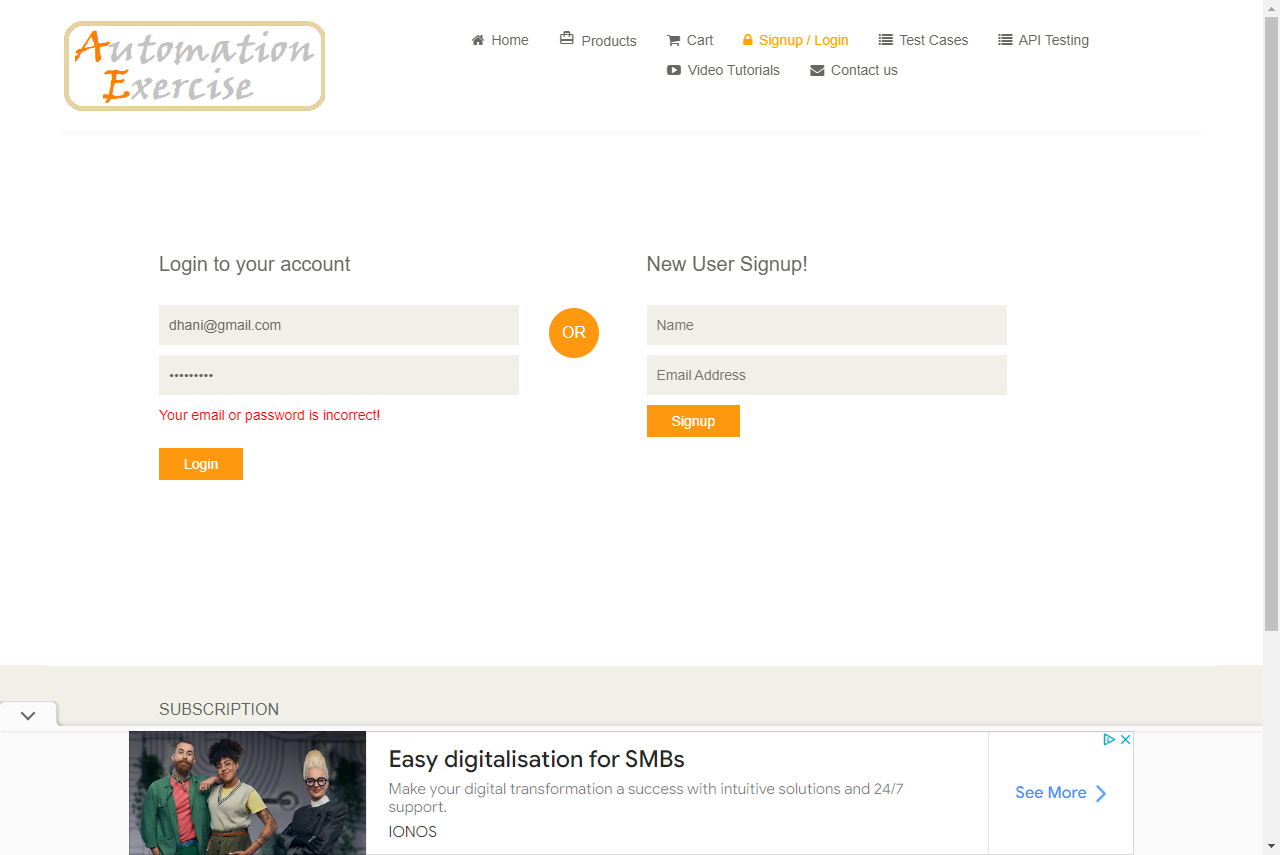 Automation
Exercise
Home
Products
Cart
Signup / Login
Test Cases
API Testing
Video Tutorials
Contact us
Login to your account
dhani@gmail.com
•••••••••
Your email or password is incorrect!
Login
OR
New User Signup!
Name
Email Address
Signup
SUBSCRIPTION
Easy digitalisation for SMBs
Make your digital transformation a success with intuitive solutions and 24/7
support.
IONOS
See More